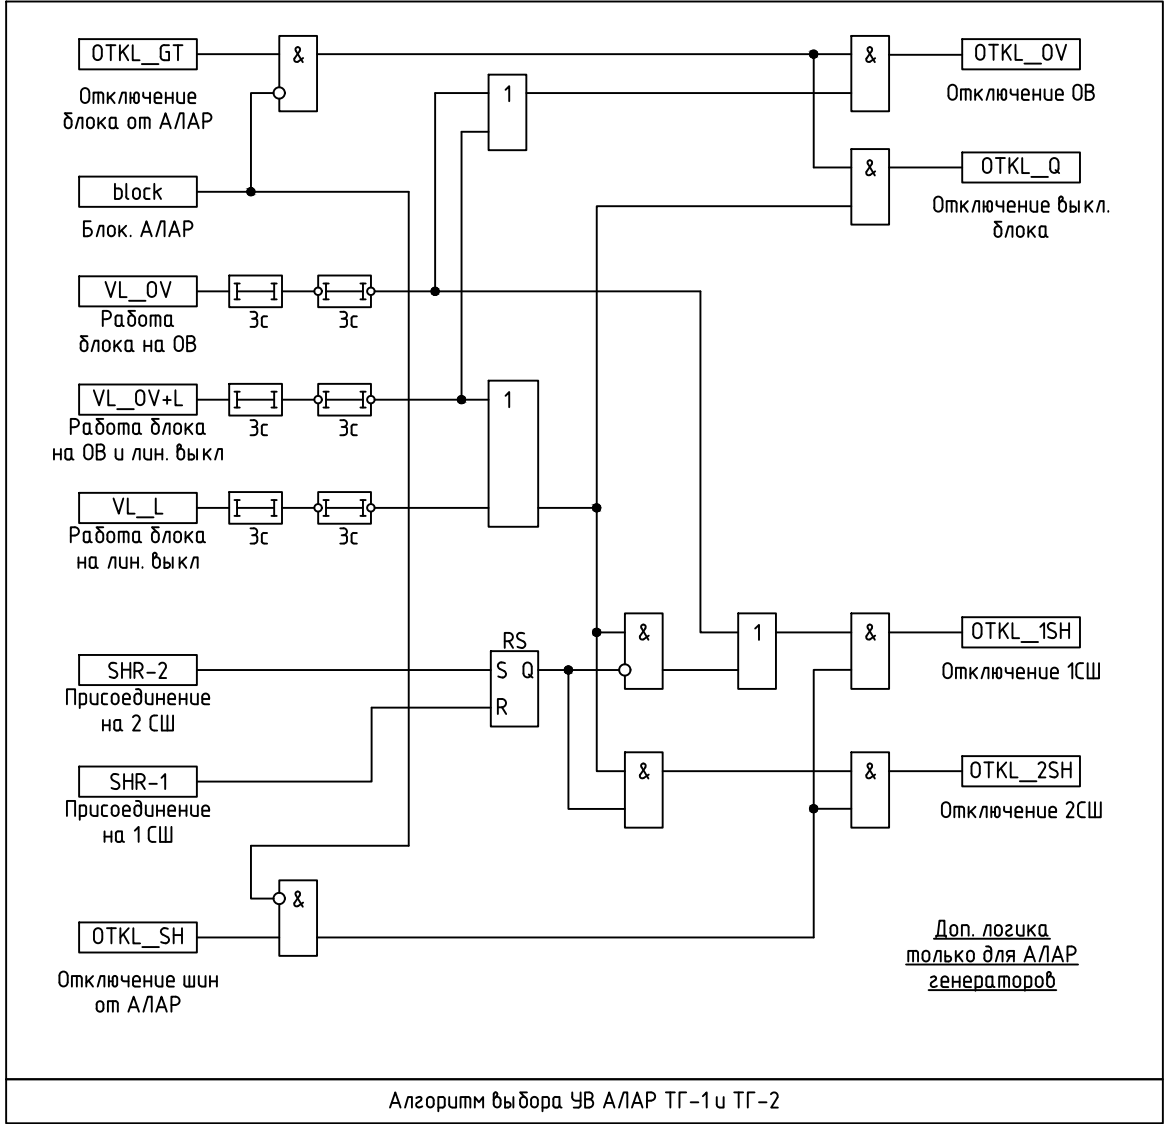 OTKL_GT
&
Отключение
блока от АЛАР
1
&
OTKL_OV
Отключение ОВ
block
Блок. АЛАР
&
OTKL_Q
Отключение выкл.
блока
VL_OV
Работа
блока на ОВ
3с
3с
VL_OV+L
Работа блока
на ОВ и лин. выкл
3с
3с
1
VL_L
Работа блока
на лин. выкл
3с
3с
SHR-2
Присоединение
на 2 СШ
RS
S Q
R
&
1
&
OTKL_1SH
Отключение 1СШ
SHR-1
Присоединение
на 1 СШ
&
&
OTKL_2SH
Отключение 2СШ
&
OTKL_SH
Отключение шин
от АЛАР
Доп. логика
только для АЛАР
генераторов
Алгоритм выбора УВ АЛАР ТГ-1 и ТГ-2